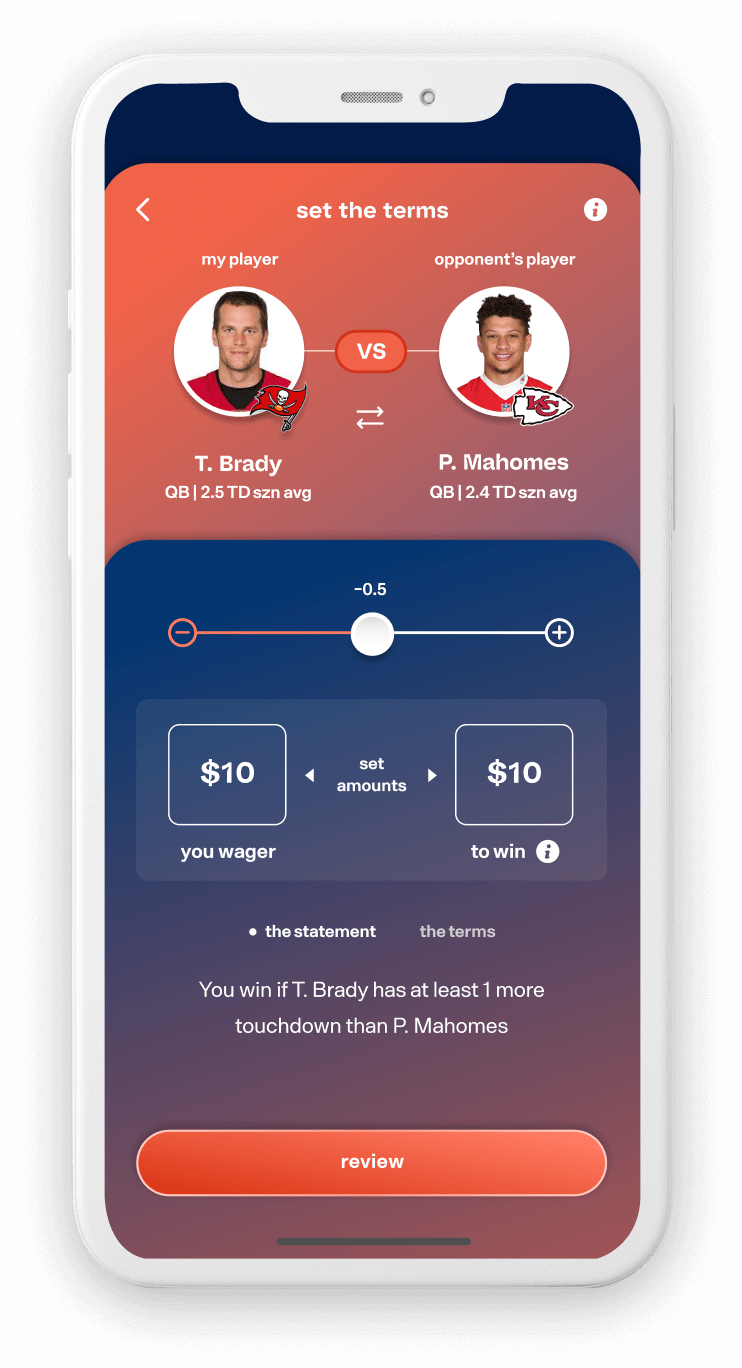 set the terms
my player
opponent's player
VS
T. Brady
P. Mahomes
QB | 2.5 TD szn avg
QB | 2.4 TD szn avg
-0.5
$10
set
amounts
$10
you wager
to win
the statement
the terms
You win if T. Brady has at least 1 more
touchdown than P. Mahomes
review